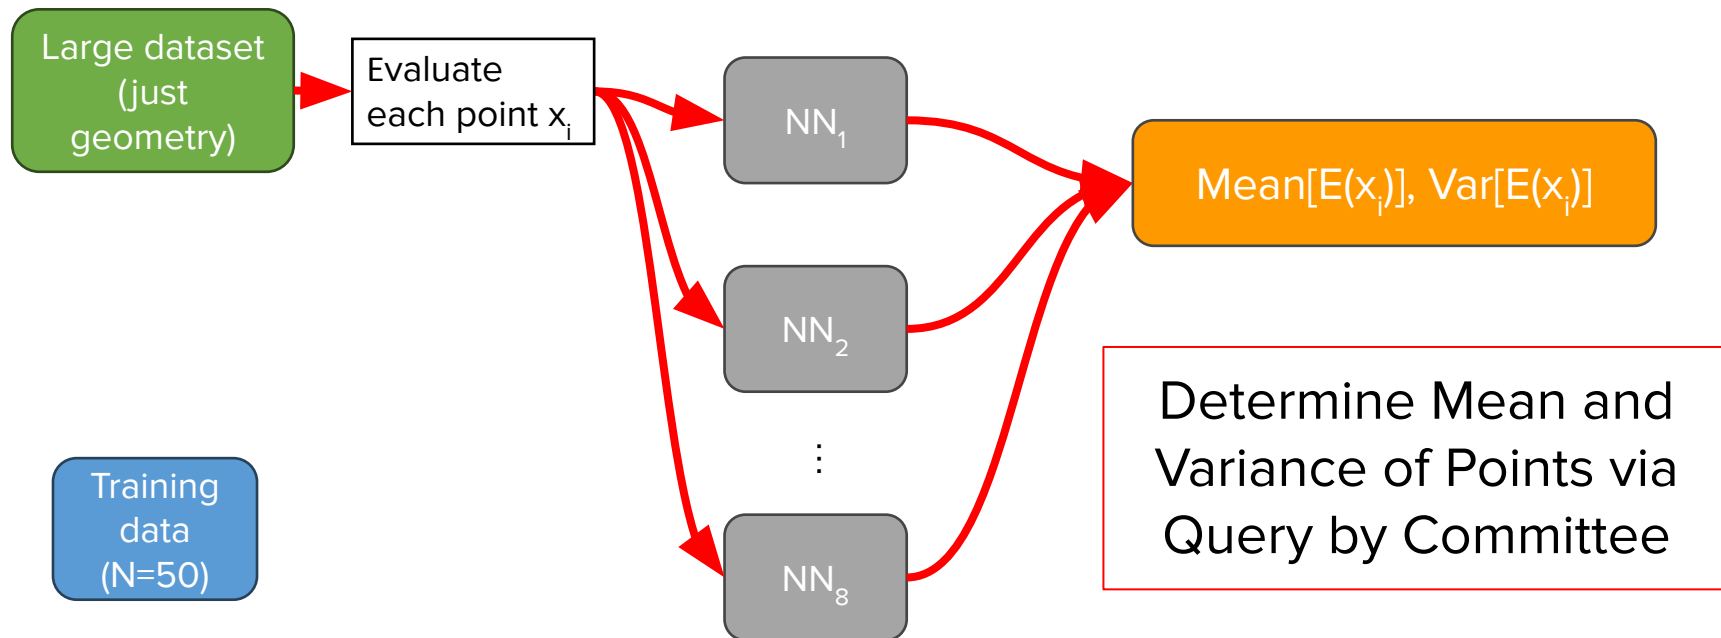 Large dataset
(just
geometry)
Evaluate
each point xᵢ
NN₁
NN₂
⋮
NN₈
Mean[E(xᵢ)], Var[E(xᵢ)]
Training
data
(N=50)
Determine Mean and
Variance of Points via
Query by Committee